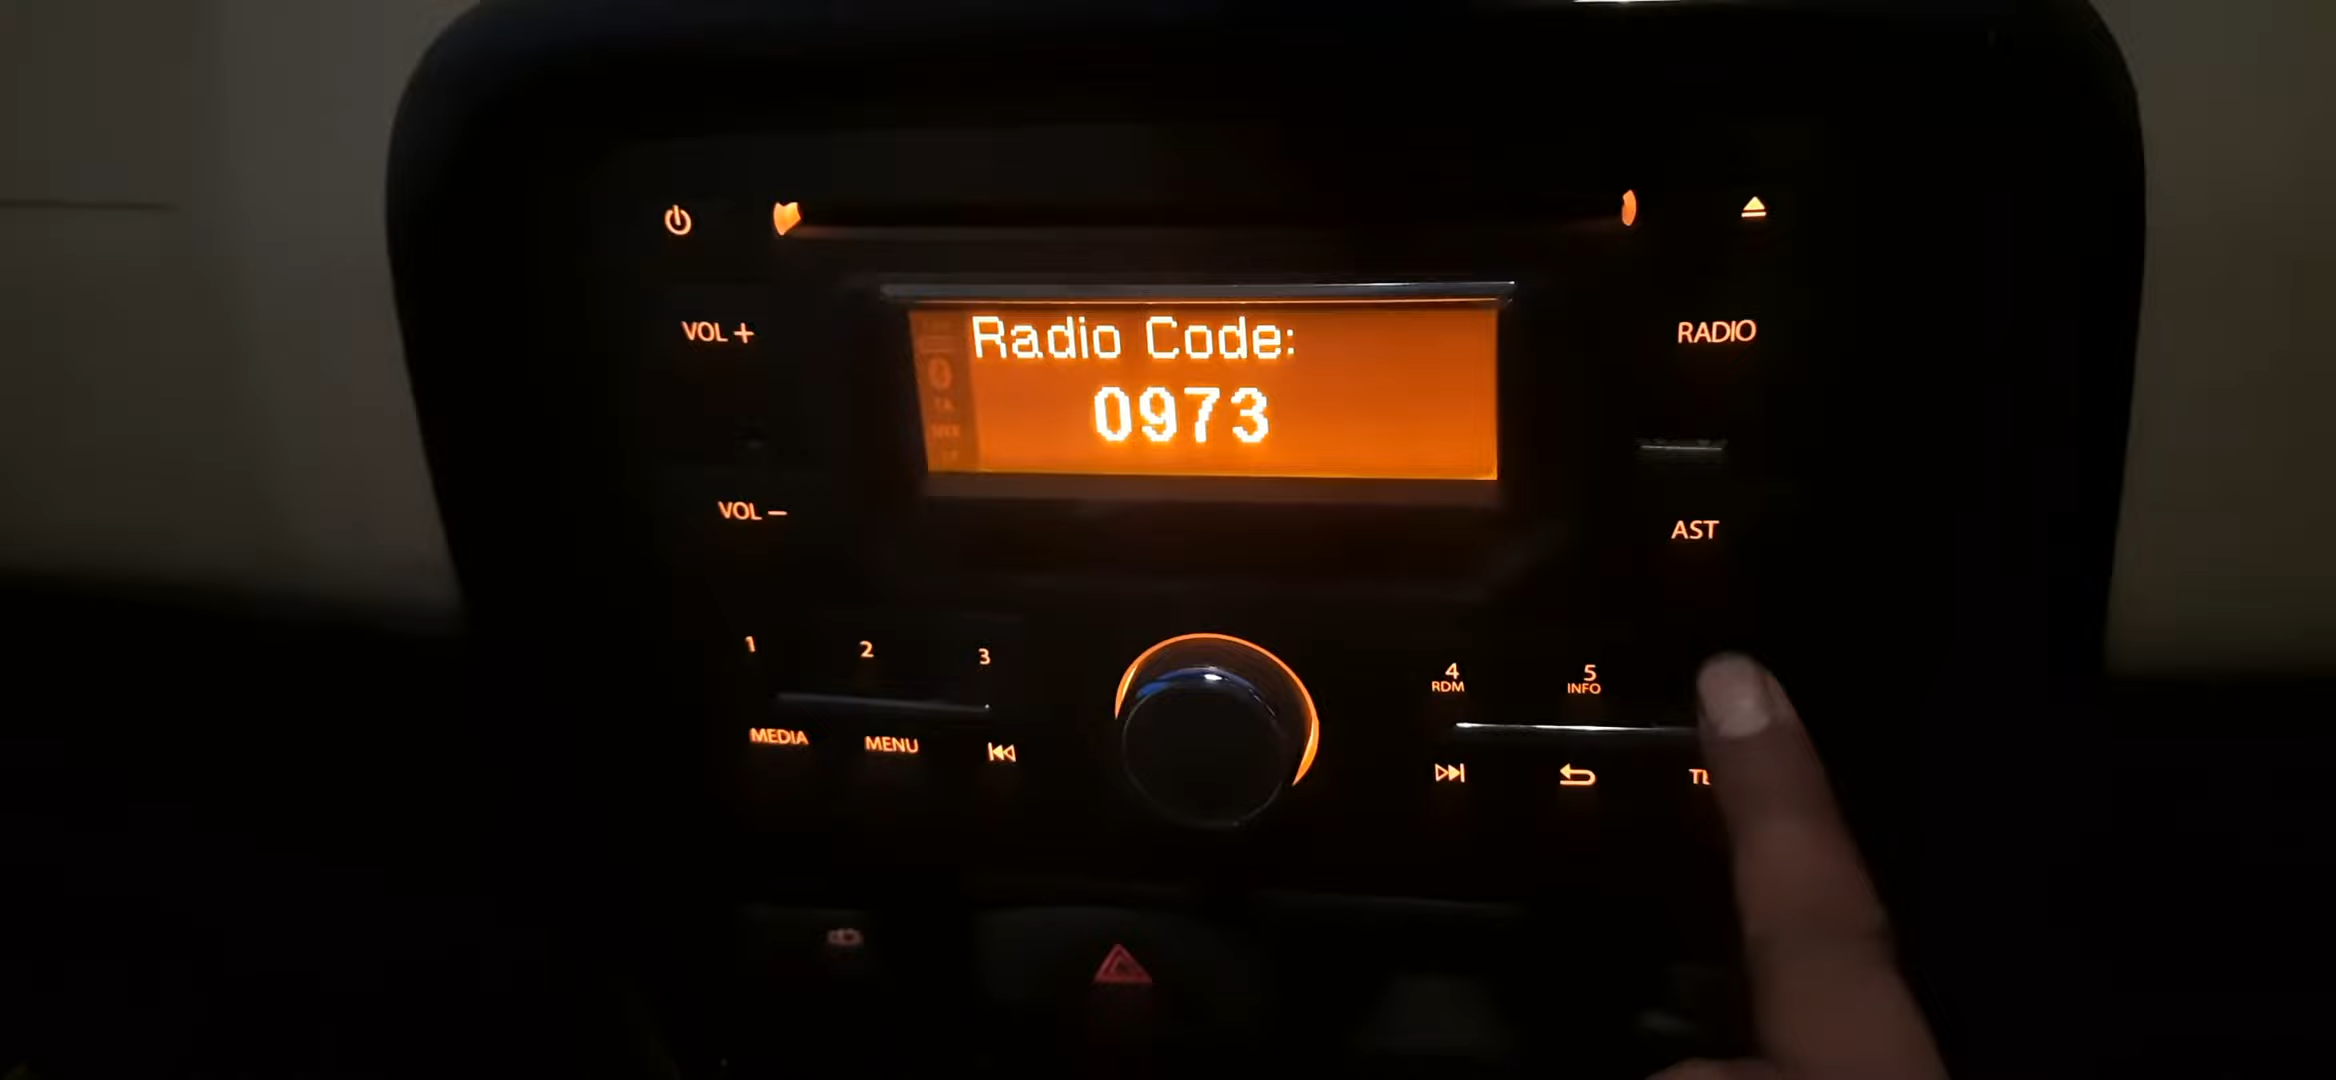 VOL +
Radio Code:
0973
RADIO
VOL −
AST
1
2
3
4
RDM
5
INFO
MEDIA
MENU